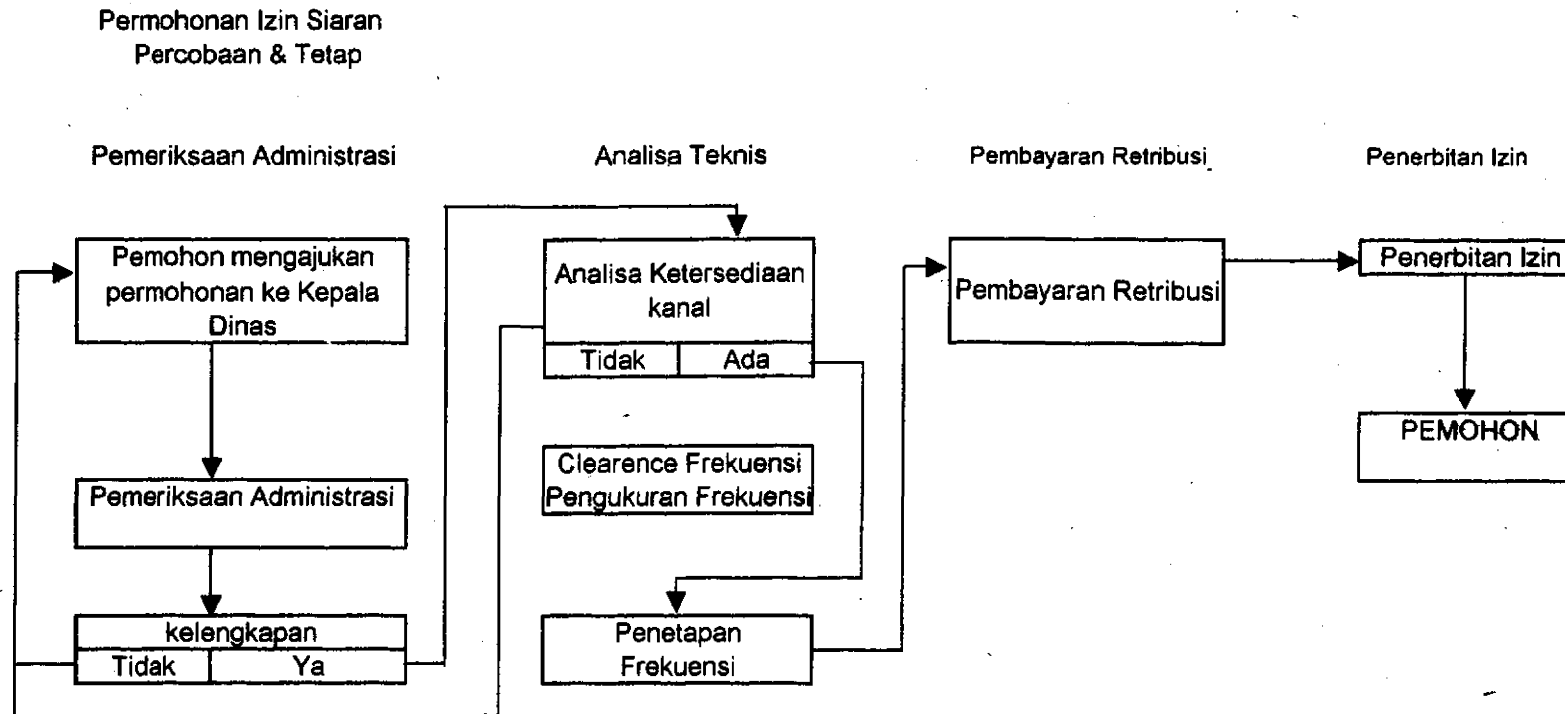 Permohonan Izin Siaran
Percobaan & Tetap
Pemeriksaan Administrasi
Analisa Teknis
Pembayaran Retribusi
Penerbitan Izin
Pemohon mengajukan
permohonan ke Kepala
Dinas
Pemeriksaan Administrasi
kelengkapan
Tidak
Ya
Analisa Ketersediaan
kanal
Tidak
Ada
Clearence Frekuensi
Pengukuran Frekuensi
Penetapan
Frekuensi
Pembayaran Retribusi
Penerbitan Izin
PEMOHON